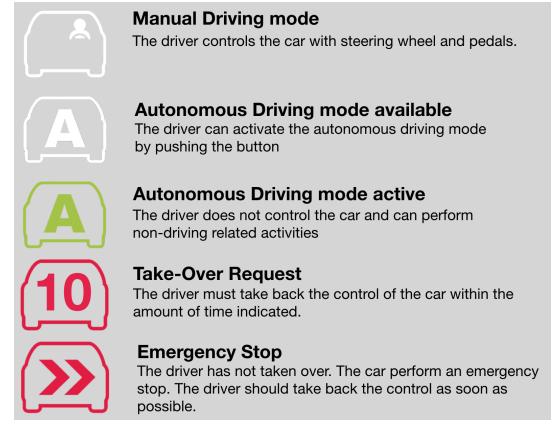 Manual Driving mode
The driver controls the car with steering wheel and pedals.
A
Autonomous Driving mode available
The driver can activate the autonomous driving mode
by pushing the button
A
Autonomous Driving mode active
The driver does not control the car and can perform
non-driving related activities
10
Take-Over Request
The driver must take back the control of the car within the
amount of time indicated.
Emergency Stop
The driver has not taken over. The car perform an emergency
stop. The driver should take back the control as soon as
possible.